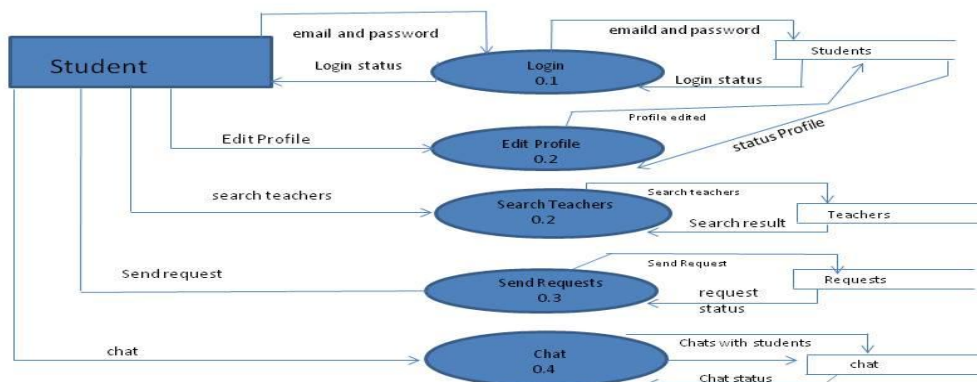 Student
email and password
Login status
Login
0.1
emaild and password
Login status
Students
Edit Profile
Edit Profile
0.2
Profile edited
status Profile
search teachers
Search Teachers
0.2
Search teachers
Search result
Teachers
Send request
Send Requests
0.3
Send Request
request
status
Requests
chat
Chat
0.4
Chats with students
Chat status
chat